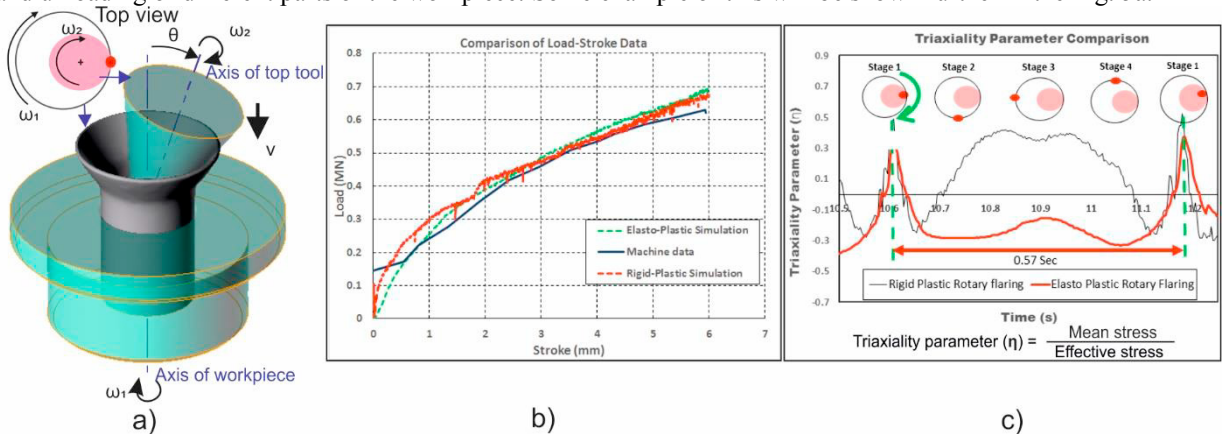 Top view
ω₂
ω₁
θ
ω₂
Axis of top tool
v
Axis of workpiece
ω₁
a)
Comparison of Load-Stroke Data
Load (MN)
0.8
0.7
0.6
0.5
0.4
0.3
0.2
0.1
0
0 1 2 3 4 5 6 7
Stroke (mm)
Elasto-Plastic Simulation
Machine data
Rigid-Plastic Simulation
b)
Triaxiality Parameter Comparison
Stage 1 Stage 2 Stage 3 Stage 4 Stage 1
Triaxiality Parameter (η)
0.9
0.7
0.5
0.3
0.1
-0.1
-0.3
-0.5
-0.7
10.5 10.6 10.7 10.8 10.9 11 11.1 11.2
0.57 Sec
Rigid Plastic Rotary flaring
Elasto Plastic Rotary Flaring
Time (s)
Triaxiality parameter (η) = Mean stress
Effective stress
c)